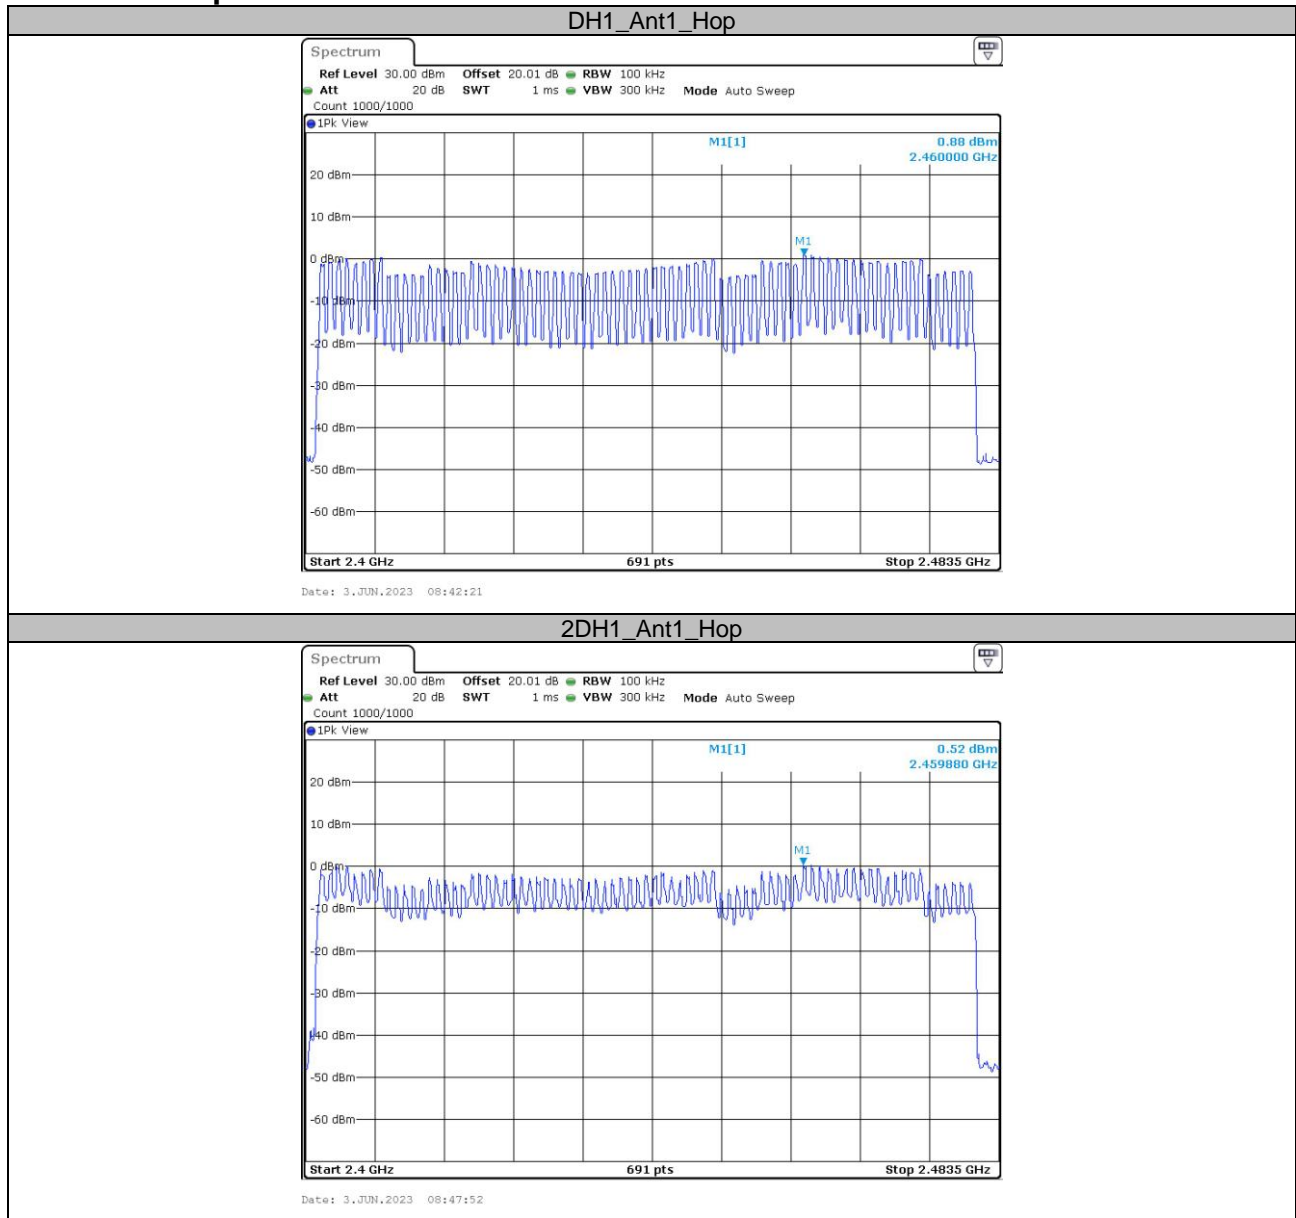 DH1_Ant1_Hop
Spectrum
Ref Level 30.00 dBm Offset 20.01 dB RBW 100 kHz
Att 20 dB SWT 1 ms VBW 300 kHz Mode Auto Sweep
Count 1000/1000
1Pk View
M1[1] 0.88 dBm
2.460000 GHz
20 dBm
10 dBm
M1
0 dBm
-10 dBm
-20 dBm
-30 dBm
-40 dBm
-50 dBm
-60 dBm
Start 2.4 GHz 691 pts Stop 2.4835 GHz
Date: 3.JUN.2023 08:42:21
2DH1_Ant1_Hop
Spectrum
Ref Level 30.00 dBm Offset 20.01 dB RBW 100 kHz
Att 20 dB SWT 1 ms VBW 300 kHz Mode Auto Sweep
Count 1000/1000
1Pk View
M1[1] 0.52 dBm
2.459880 GHz
20 dBm
10 dBm
M1
0 dBm
-10 dBm
-20 dBm
-30 dBm
-40 dBm
-50 dBm
-60 dBm
Start 2.4 GHz 691 pts Stop 2.4835 GHz
Date: 3.JUN.2023 08:47:52